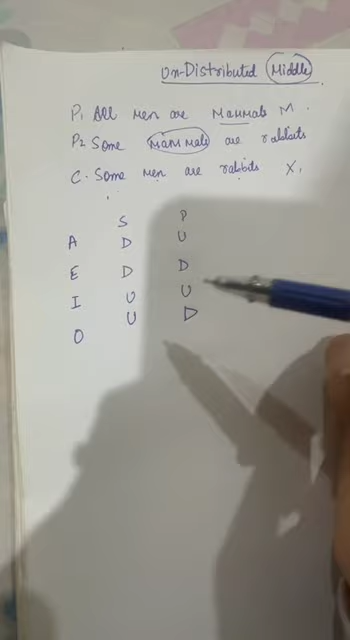 Un-Distributed Middle
P1 All men are Mammals M.
P2 Some Mammals are rabbits
C. Some men are rabbits X.
S P
A D U
E D D
I U U
O U D